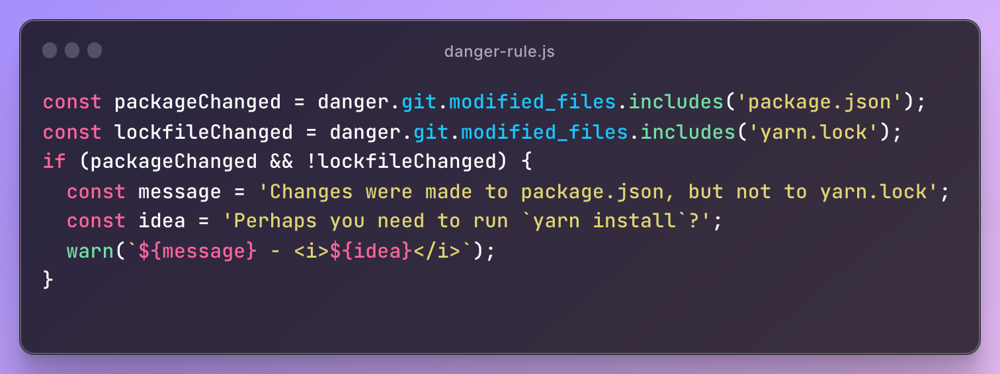 danger-rule.js
const packageChanged = danger.git.modified_files.includes('package.json');
const lockfileChanged = danger.git.modified_files.includes('yarn.lock');
if (packageChanged && !lockfileChanged) {
  const message = 'Changes were made to package.json, but not to yarn.lock';
  const idea = 'Perhaps you need to run `yarn install`?';
  warn(`${message} - <i>${idea}</i>`);
}